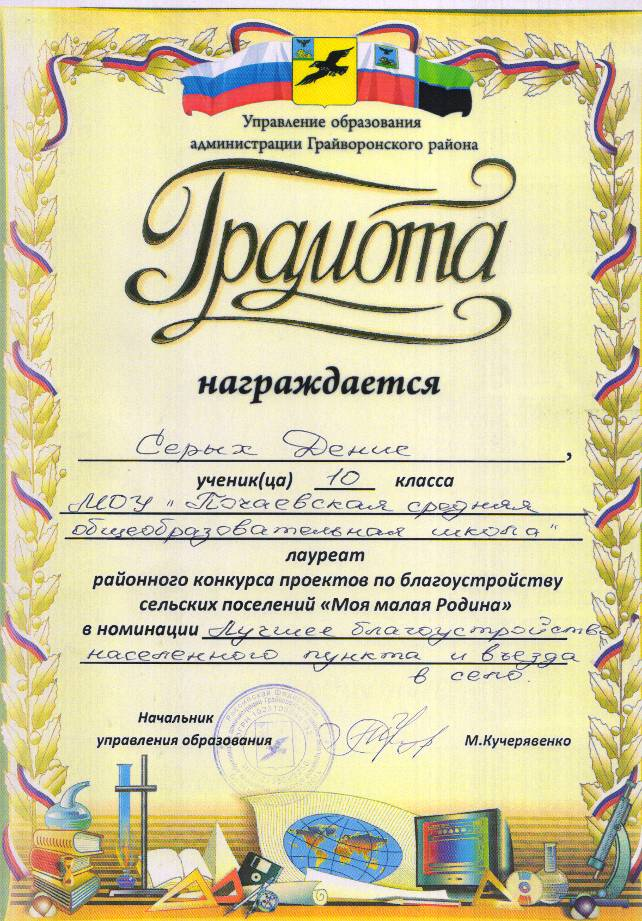 Управление образования
администрации Грайворонского района
Грамота
награждается
Серых Денис,
ученик(ца) 10 класса
МОУ "Почаевская средняя
общеобразовательная школа"
лауреат
районного конкурса проектов по благоустройству
сельских поселений «Моя малая Родина»
в номинации Лучшее благоустройство
населенного пункта и въезда
в село.
Начальник
управления образования М.Кучерявенко